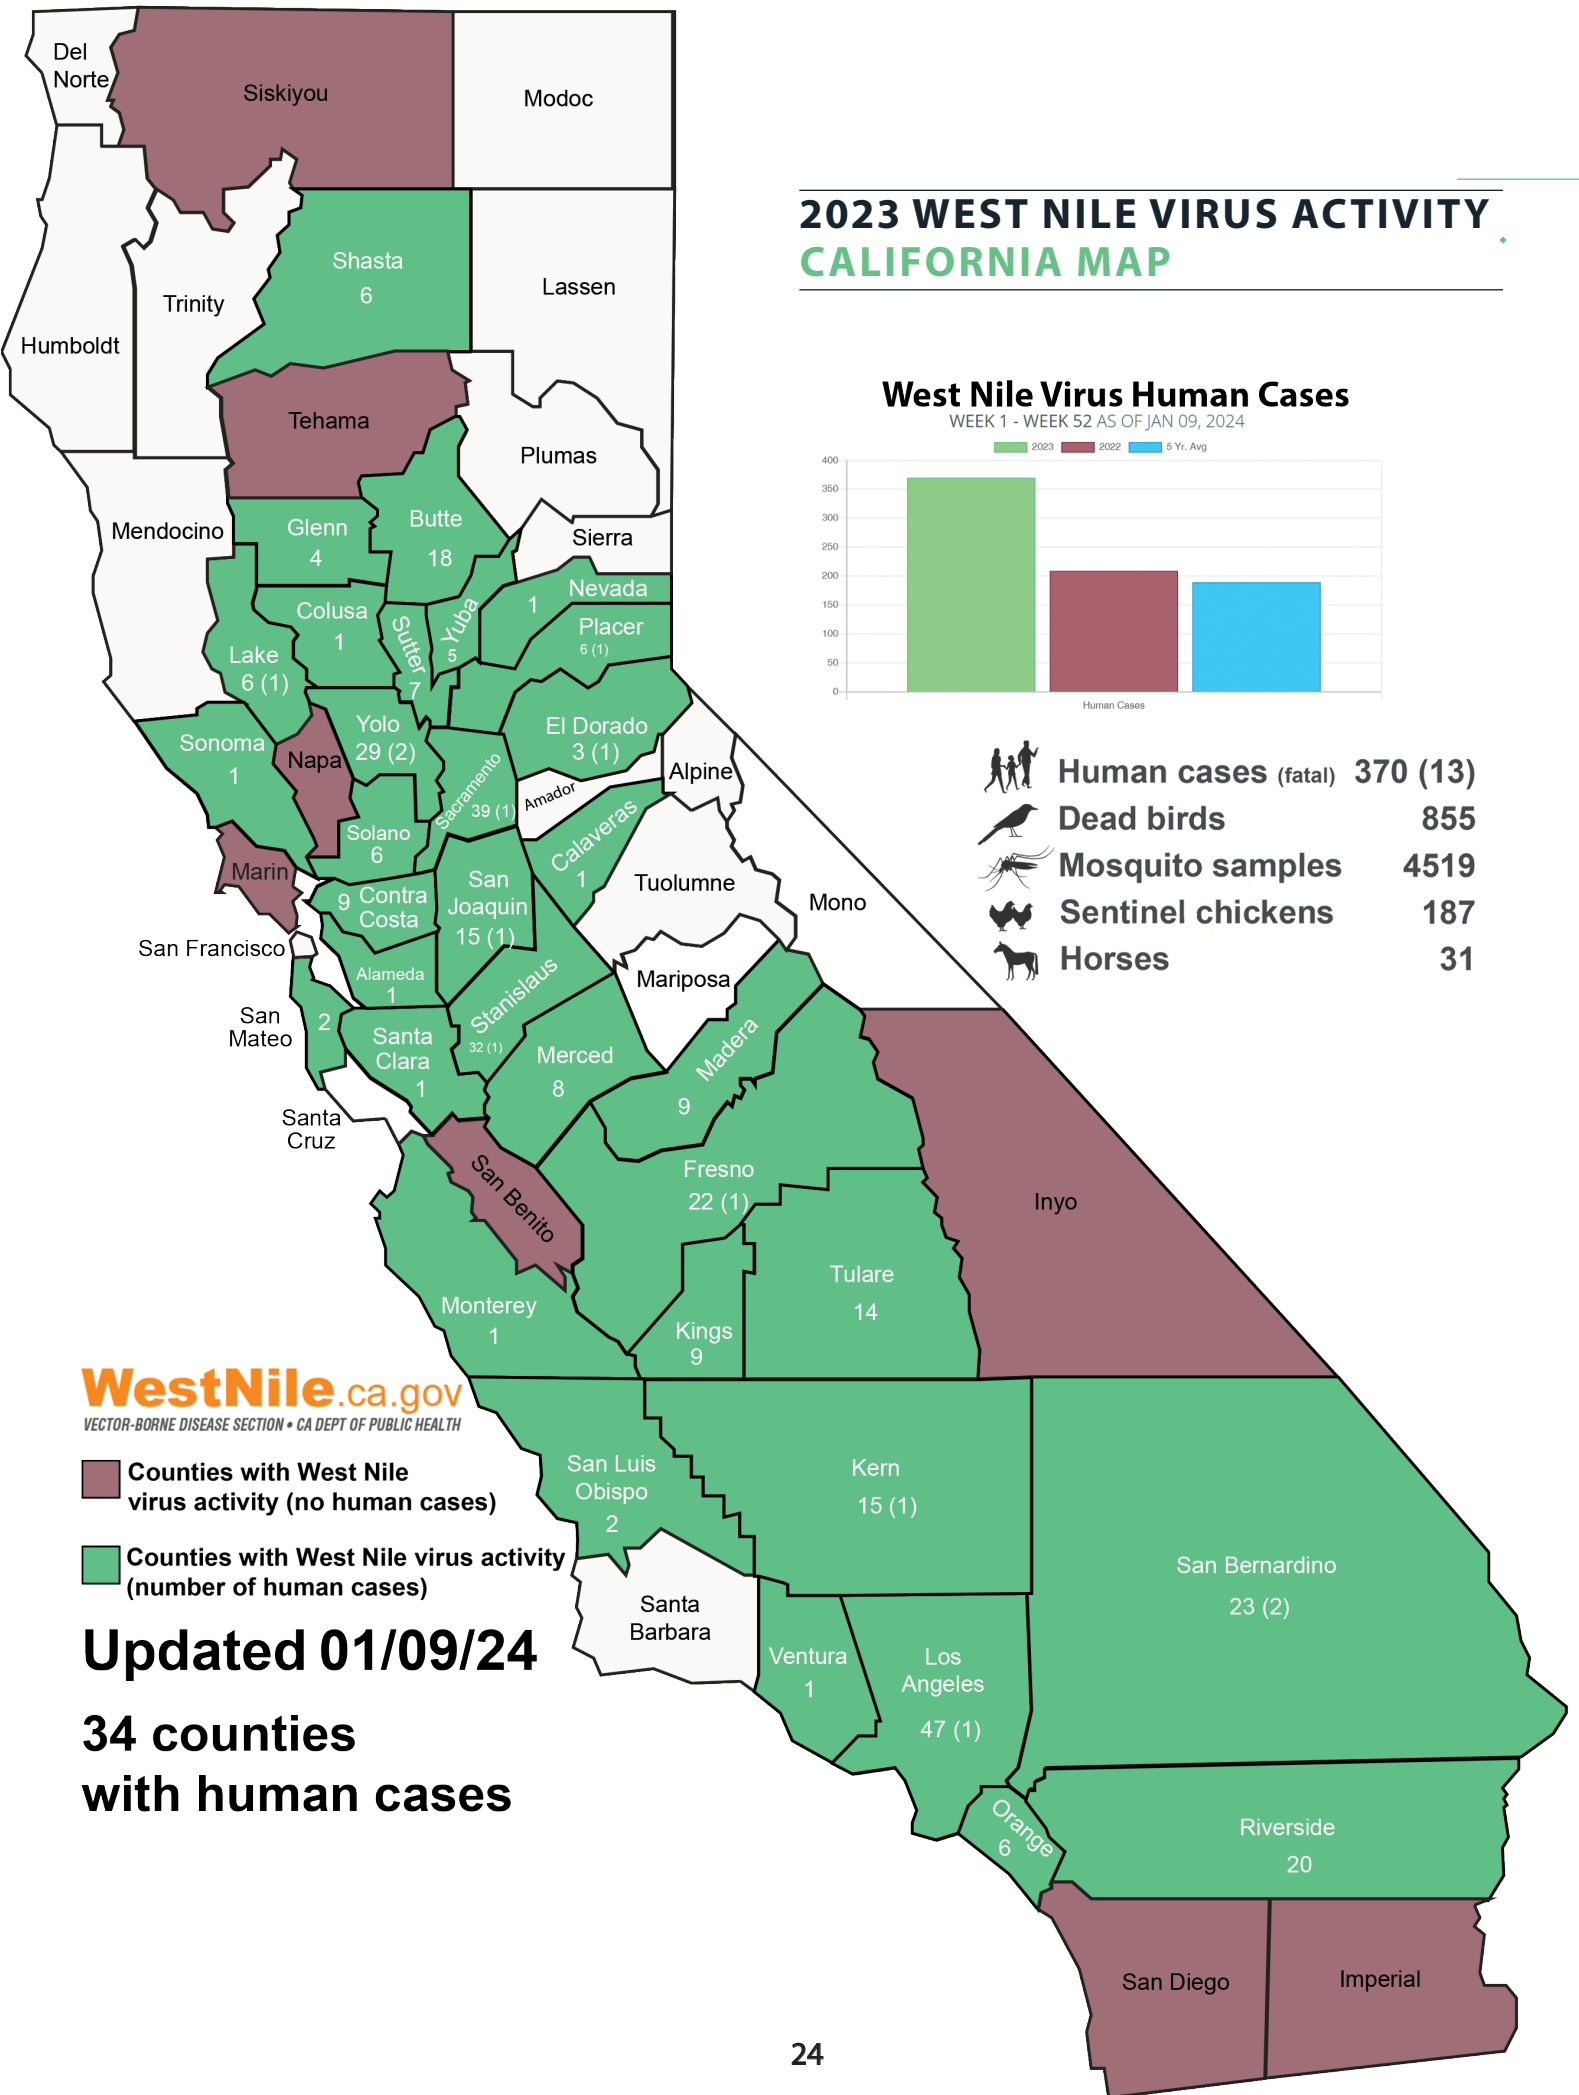 Del
Norte
Siskiyou
Modoc
2023 WEST NILE VIRUS ACTIVITY
CALIFORNIA MAP
Shasta
6
Lassen
Trinity
Humboldt
Tehama
Plumas
West Nile Virus Human Cases
WEEK 1 - WEEK 52 AS OF JAN 09, 2024
2023 2022 5 Yr. Avg
400
350
300
250
200
150
100
50
0
Human Cases
Mendocino
Glenn
4
Butte
18
Sierra
Nevada
1
Colusa
1
Sutter
7
Yuba
5
Placer
6 (1)
Lake
6 (1)
El Dorado
3 (1)
Yolo
29 (2)
Sonoma
1
Napa
Sacramento
39 (1)
Amador
Alpine
Human cases (fatal) 370 (13)
Dead birds 855
Mosquito samples 4519
Sentinel chickens 187
Horses 31
Solano
6
Calaveras
1
Marin
9 Contra
Costa
San
Joaquin
15 (1)
Tuolumne
Mono
San Francisco
Alameda
1
Stanislaus
32 (1)
Mariposa
San
Mateo
2
Santa
Clara
1
Merced
8
Madera
9
Santa
Cruz
San Benito
Fresno
22 (1)
Inyo
Tulare
14
Monterey
1
Kings
9
WestNile.ca.gov
VECTOR-BORNE DISEASE SECTION • CA DEPT OF PUBLIC HEALTH
Counties with West Nile
virus activity (no human cases)
Counties with West Nile virus activity
(number of human cases)
Updated 01/09/24
34 counties
with human cases
San Luis
Obispo
2
Kern
15 (1)
San Bernardino
23 (2)
Santa
Barbara
Ventura
1
Los
Angeles
47 (1)
Orange
6
Riverside
20
San Diego
Imperial
24